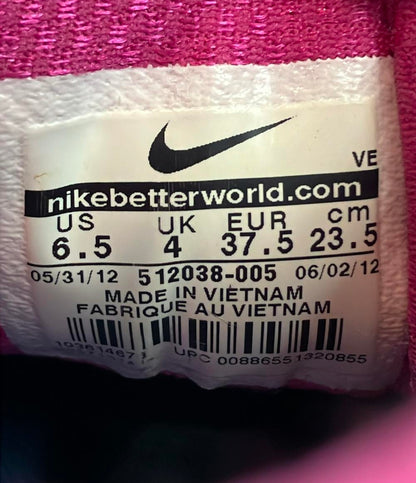 VE
nikebetterworld.com
US UK EUR cm
6.5 4 37.5 23.5
05/31/12 512038-005 06/02/12
MADE IN VIETNAM
FABRIQUE AU VIETNAM
UPC 00886551320855